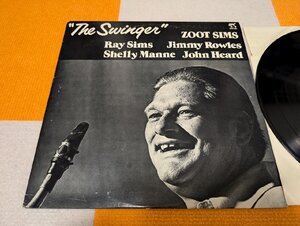 "The Swinger"
ZOOT SIMS
Ray Sims Jimmy Rowles
Shelly Manne John Heard